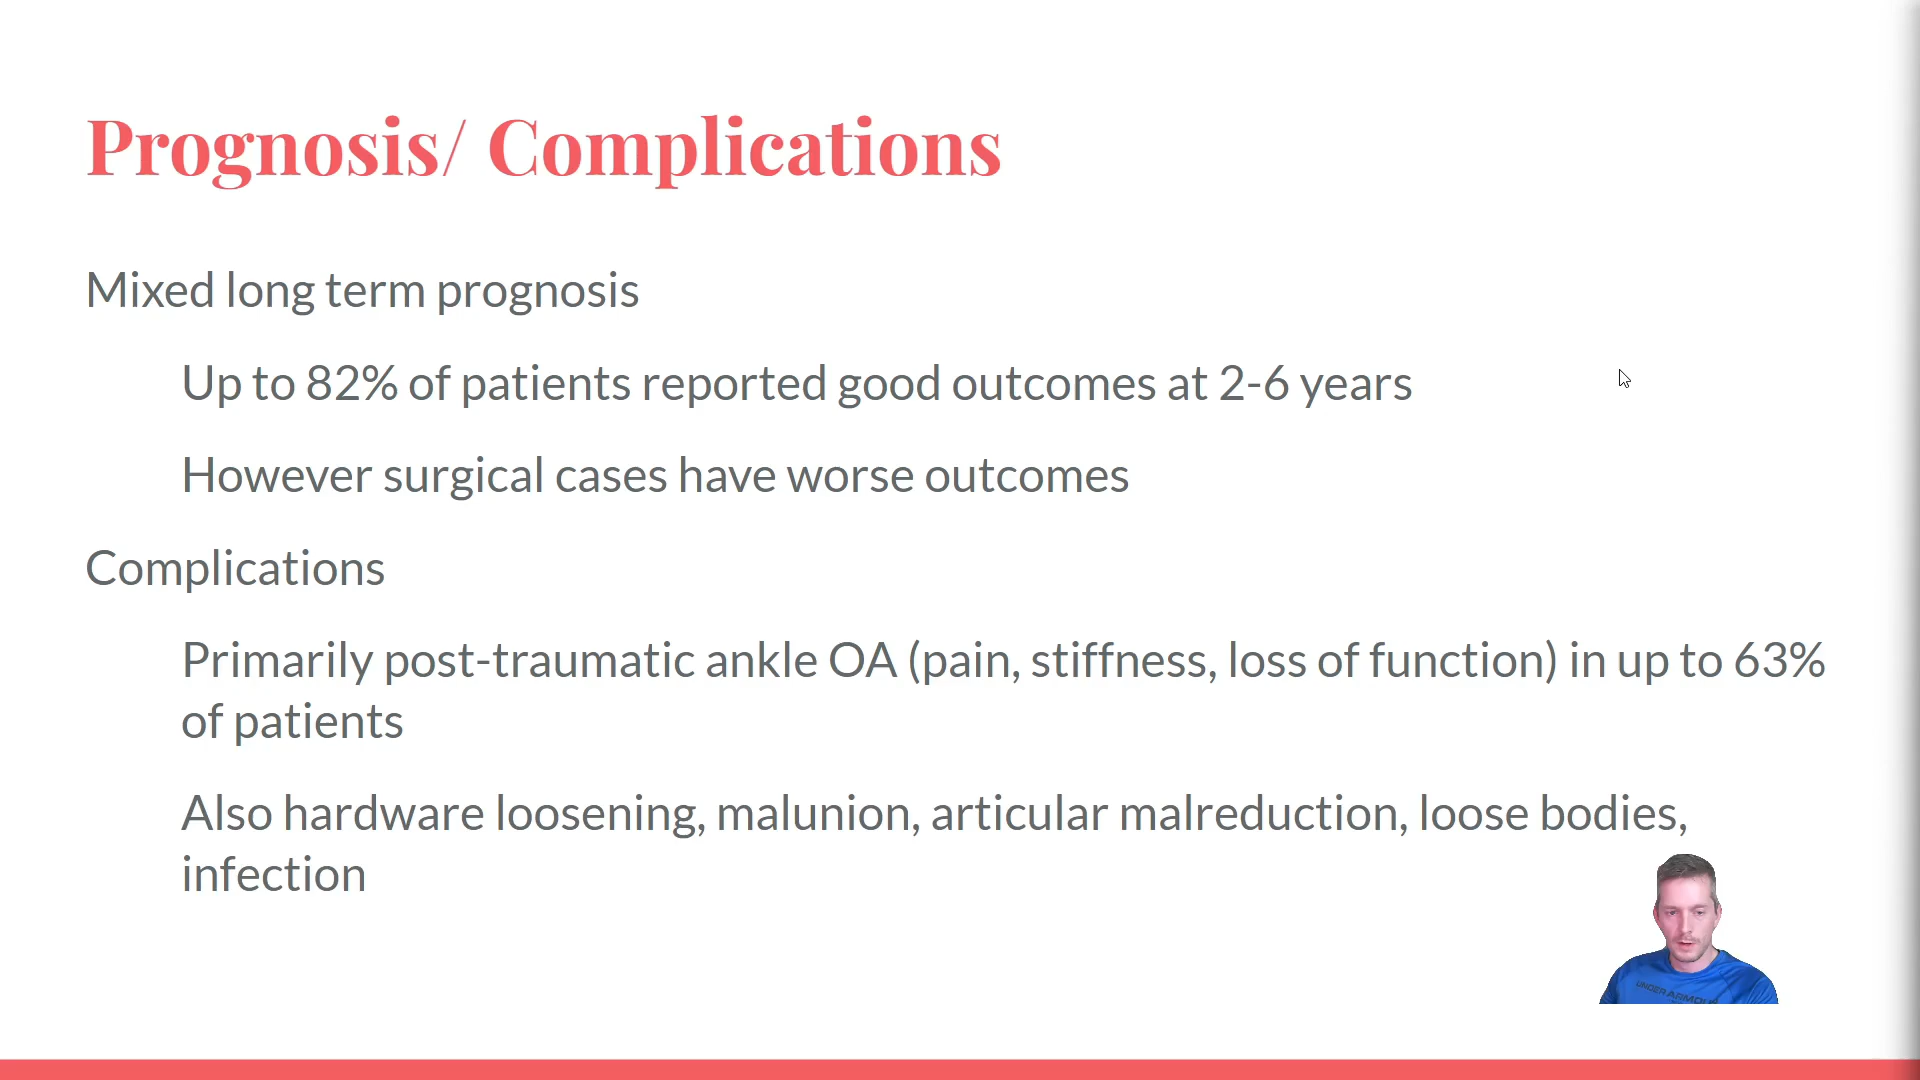 Prognosis/ Complications
Mixed long term prognosis
Up to 82% of patients reported good outcomes at 2-6 years
However surgical cases have worse outcomes
Complications
Primarily post-traumatic ankle OA (pain, stiffness, loss of function) in up to 63%
of patients
Also hardware loosening, malunion, articular malreduction, loose bodies,
infection
UNDER ARMOUR